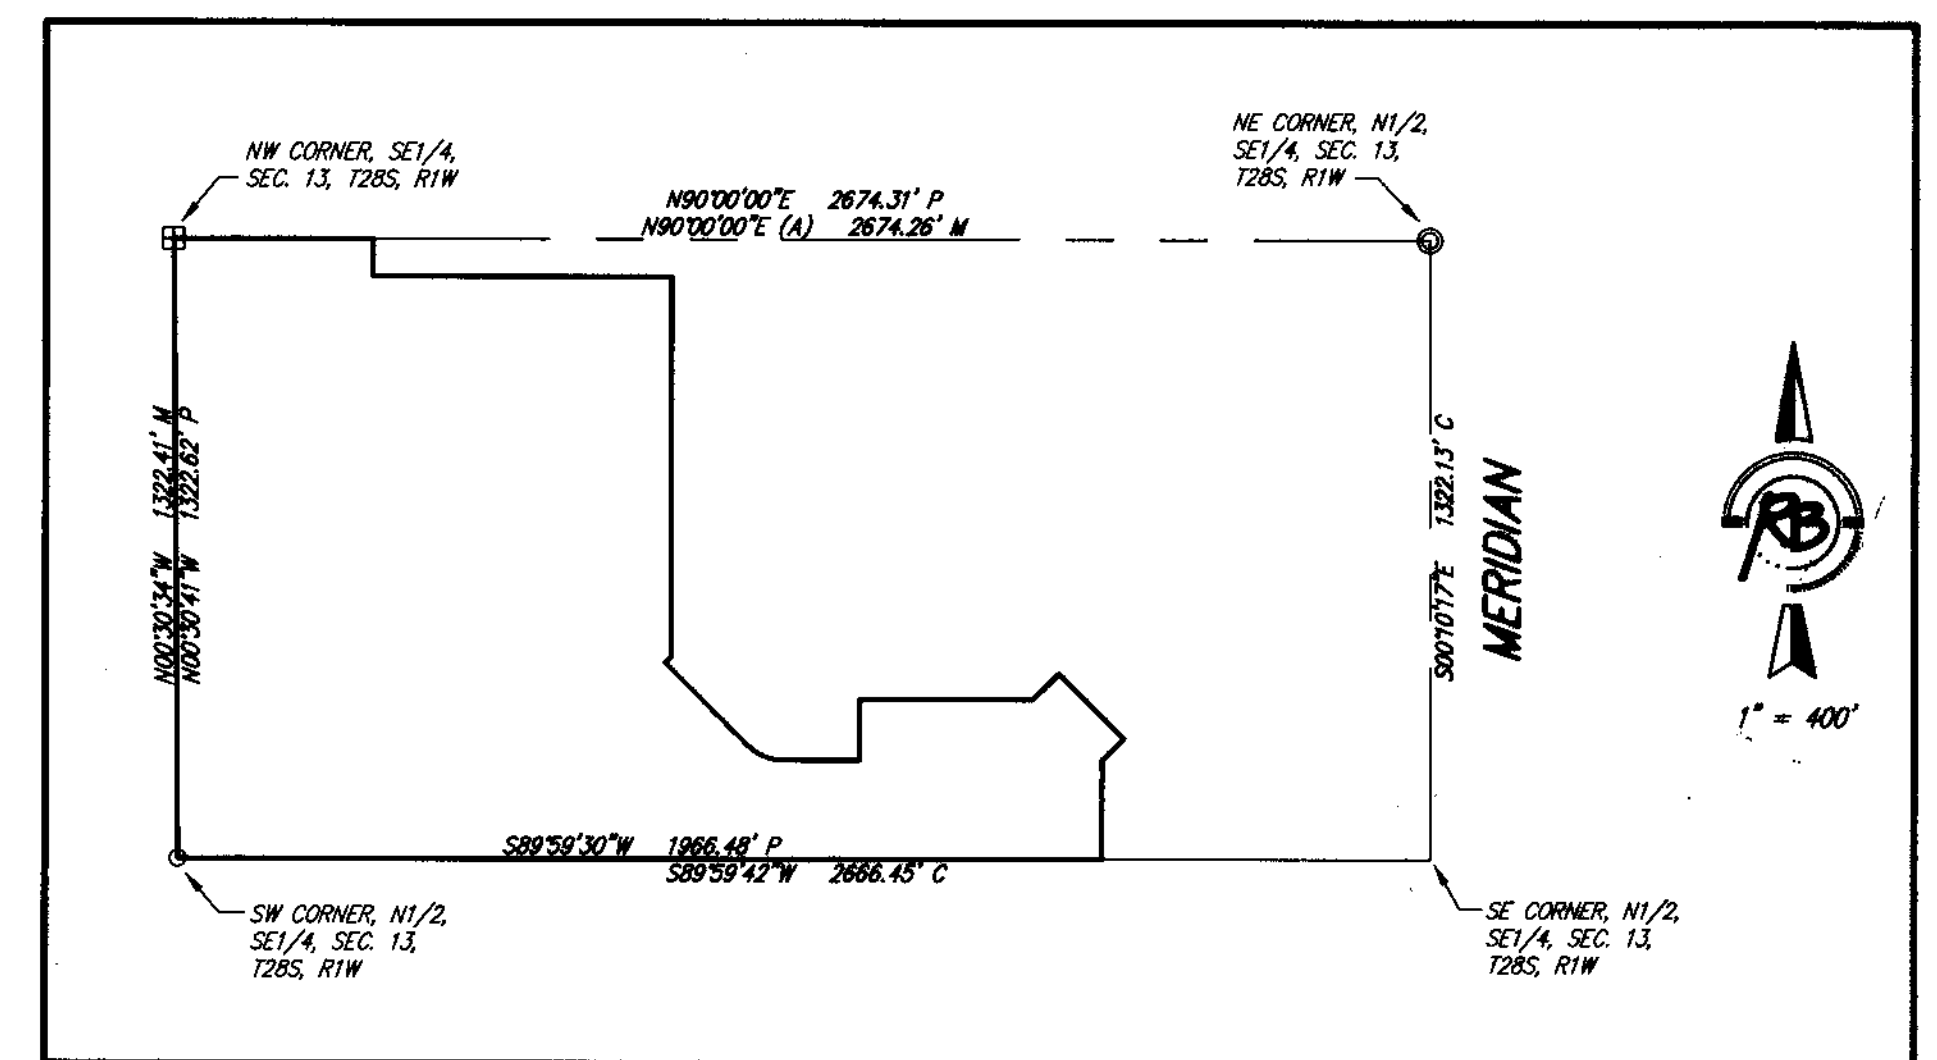 NE CORNER, N1/2,
SE1/4, SEC. 13,
T28S, R1W
NW CORNER, SE1/4,
SEC. 13, T28S, R1W
N90°00'00"E 2674.31' P
N90°00'00"E (A) 2674.26' M
N00°30'34"W 1322.41' M
N00°30'41"W 1322.62' P
S00°10'17"E 1322.13' C
MERIDIAN
RB
1" = 400'
S89°59'30"W 1966.48' P
S89°59'42"W 2666.45' C
SW CORNER, N1/2,
SE1/4, SEC. 13,
T28S, R1W
SE CORNER, N1/2,
SE1/4, SEC. 13,
T28S, R1W